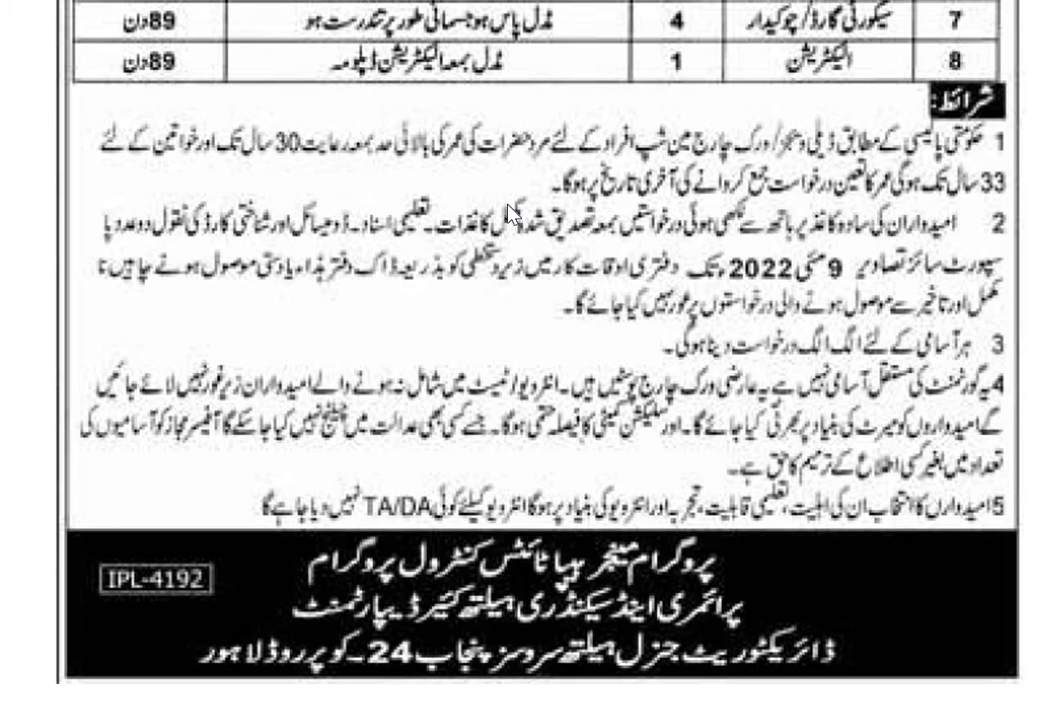 7 سیکورٹی گارڈ/چوکیدار 4 مڈل پاس ہو جسمانی طور پر تندرست ہو 89دن
8 الیکٹریشن 1 مڈل بمعہ الیکٹریشن ڈپلومہ 89دن
شرائط:
1 حکومتی پالیسی کے مطابق ڈیلی ویجز/ورک چارج مین شپ افراد کے لئے مرد حضرات کی عمر کی بالائی حد بمعہ رعایت 30 سال تک اور خواتین کے لئے
33 سال تک ہوگی عمر کا تعین درخواست جمع کروانے کی آخری تاریخ پر ہوگا۔
2 امیدواران کی سادہ کاغذ پر ہاتھ سے لکھی ہوئی درخواستیں بمعہ تصدیق شدہ مکمل کاغذات۔ تعلیمی اسناد۔ ڈومیسائل اور شناختی کارڈ کی نقول دو عدد پا
سپورٹ سائز تصاویر 9 مئی 2022ء تک دفتری اوقات کار میں زیر دستخطی کو بذریعہ ڈاک دفتر ہذا، یا دستی موصول ہونے چاہیں نا
مکمل اور تاخیر سے موصول ہونے والی درخواستوں پر غور نہیں کیا جائے گا۔
3 ہر آسامی کے لئے الگ الگ درخواست دینا ہوگی۔
4 یہ گورنمنٹ کی مستقل آسامی نہیں ہے یہ عارضی ورک چارج پوسٹیں ہیں۔ انٹرویو/ٹیسٹ میں شامل نہ ہونے والے امیدواران زیر غور نہیں لائے جائیں
گے امیدواروں کو میرٹ کی بنیاد پر بھرتی کیا جائے گا۔ اور سلیکشن کمیٹی کا فیصلہ حتمی ہوگا۔ جسے کسی بھی عدالت میں چیلنج نہیں کیا جا سکے گا آفیسر مجاز کو آسامیوں کی
تعداد میں بغیر کسی اطلاع کے ترمیم کا حق ہے۔
5 امیدواروں کا انتخاب ان کی اہلیت، تعلیمی قابلیت، تجربہ اور انٹرویو کی بنیاد پر ہوگا انٹرویو کیلئے کوئی TA/DA نہیں دیا جاہے گا
پروگرام منیجر ہیپاٹائٹس کنٹرول پروگرام
IPL-4192
پرائمری اینڈ سیکنڈری ہیلتھ کئیر ڈیپارٹمنٹ
ڈائریکٹوریٹ جنرل ہیلتھ سروسز پنجاب 24۔کوپر روڈ لاہور